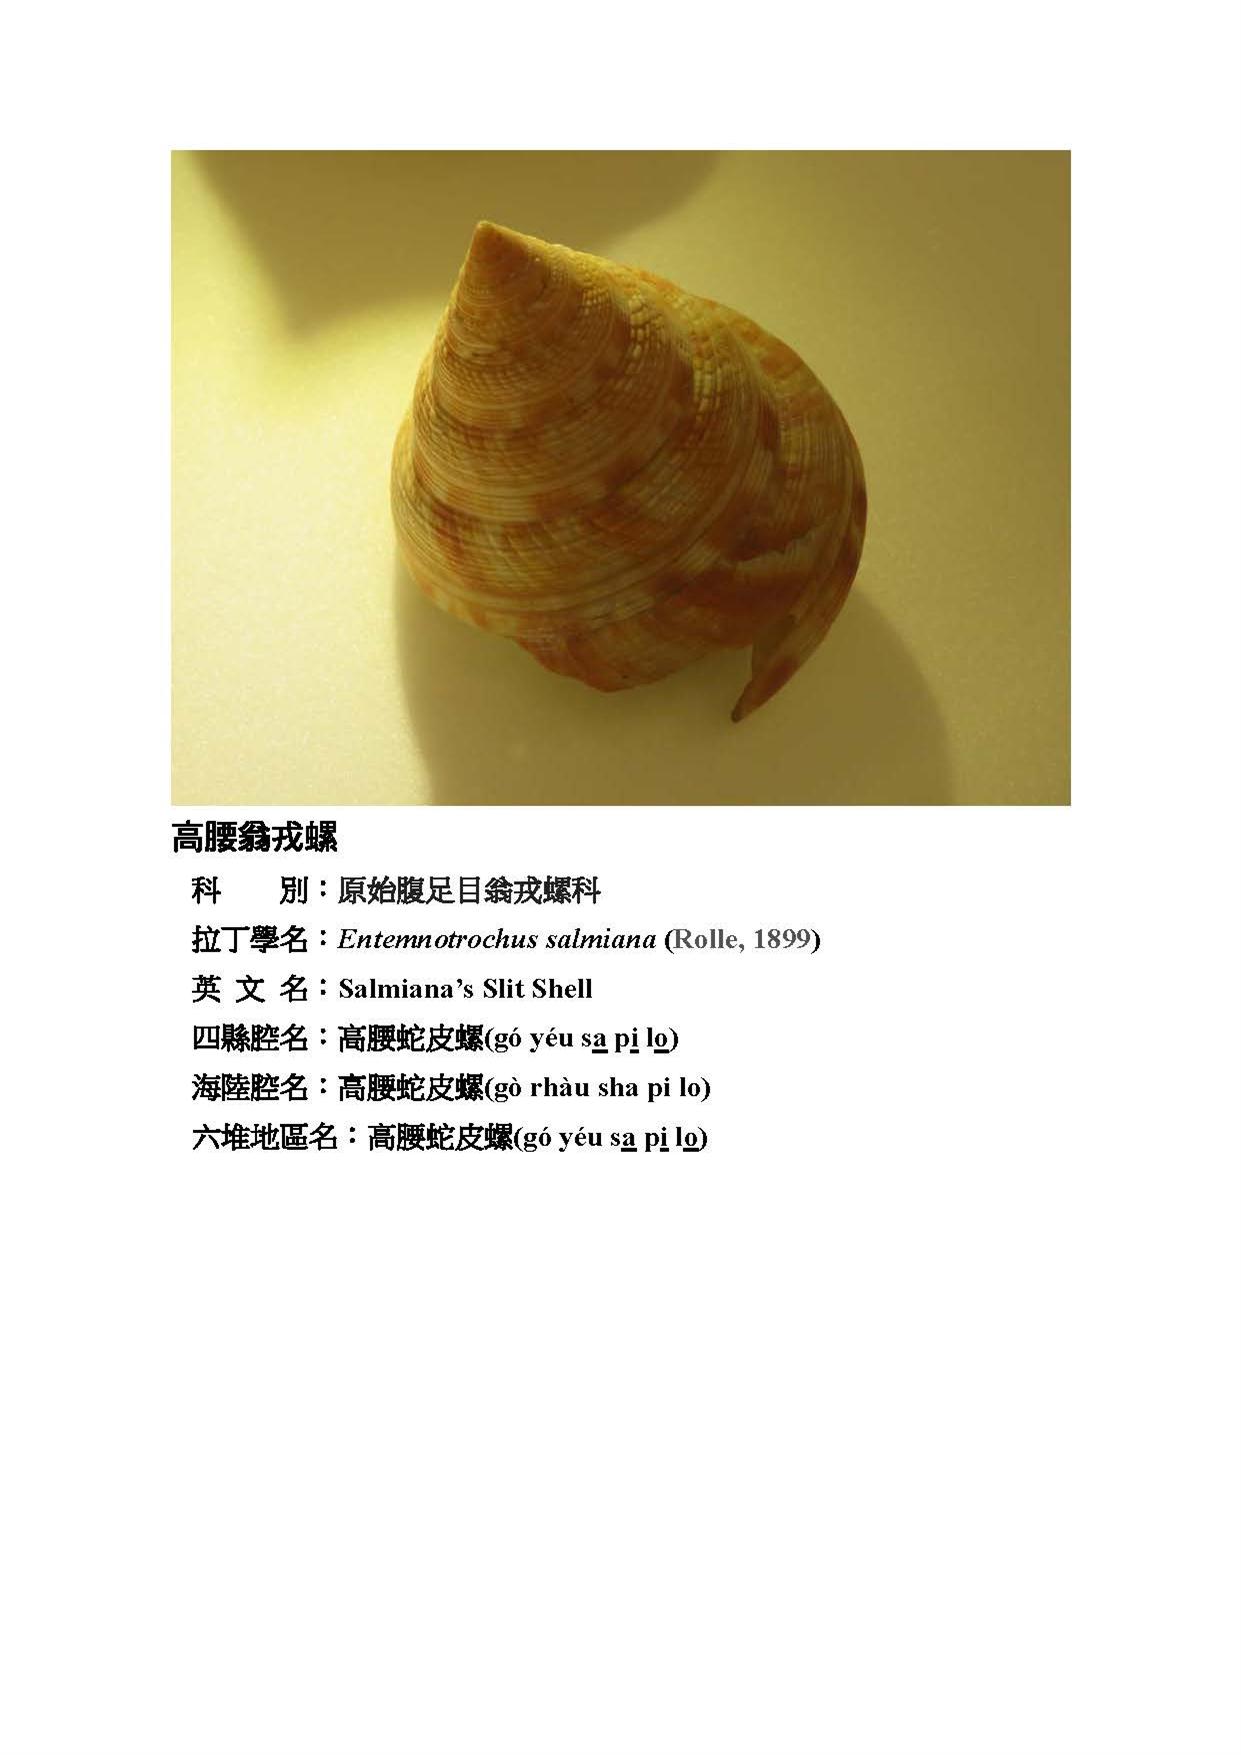 高腰翁戎螺
科　　別：原始腹足目翁戎螺科
拉丁學名：Entemnotrochus salmiana (Rolle, 1899)
英 文 名：Salmiana’s Slit Shell
四縣腔名：高腰蛇皮螺(gó yéu sa pi lo)
海陸腔名：高腰蛇皮螺(gò rhàu sha pi lo)
六堆地區名：高腰蛇皮螺(gó yéu sa pi lo)